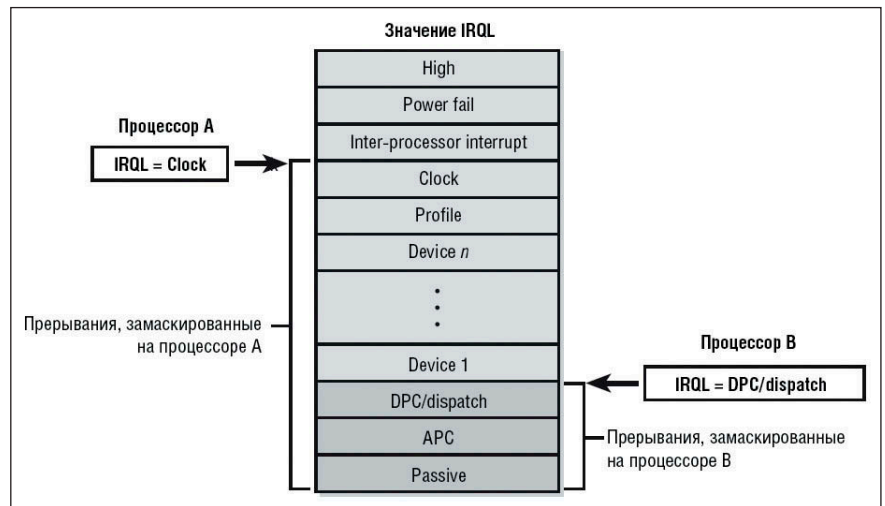 Значение IRQL
High
Power fail
Процессор A
Inter-processor interrupt
IRQL = Clock
Clock
Profile
Device n
Прерывания, замаскированные
на процессоре A
Процессор B
Device 1
IRQL = DPC/dispatch
DPC/dispatch
APC
Прерывания, замаскированные
на процессоре B
Passive